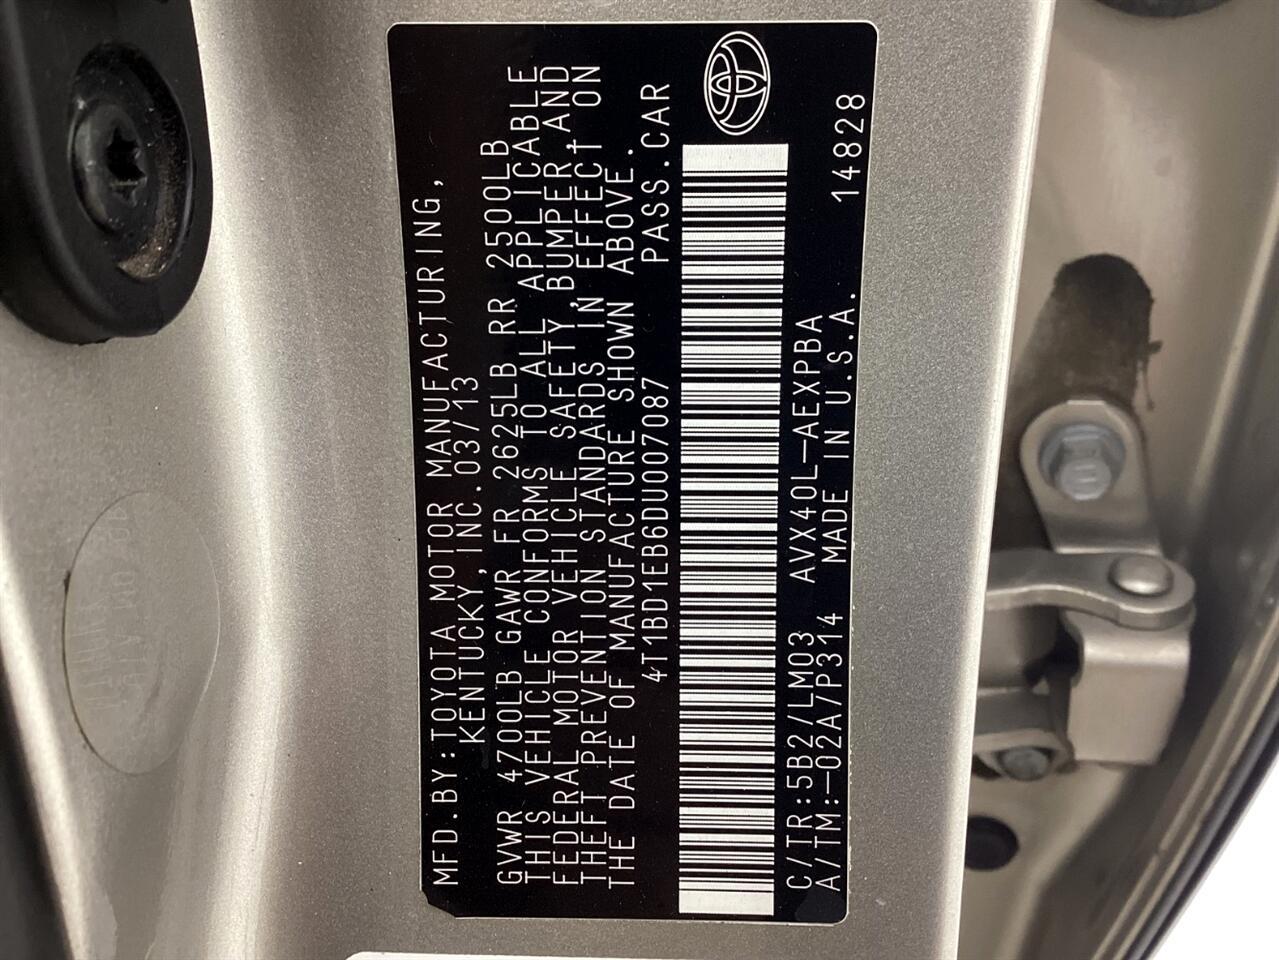 MFD.BY:TOYOTA MOTOR MANUFACTURING,
KENTUCKY,INC.03/13
GVWR 4700LB GAWR FR 2625LB RR 2500LB
THIS VEHICLE CONFORMS TO ALL APPLICABLE
FEDERAL MOTOR VEHICLE SAFETY,BUMPER,AND
THEFT PREVENTION STANDARDS IN EFFECT ON
THE DATE OF MANUFACTURE SHOWN ABOVE.
4T1BD1EB6DU007087 PASS.CAR
C/TR:5B2/LM03 AVX40L-AEXPBA 14828
A/TM:-02A7P314 MADE IN U.S.A.